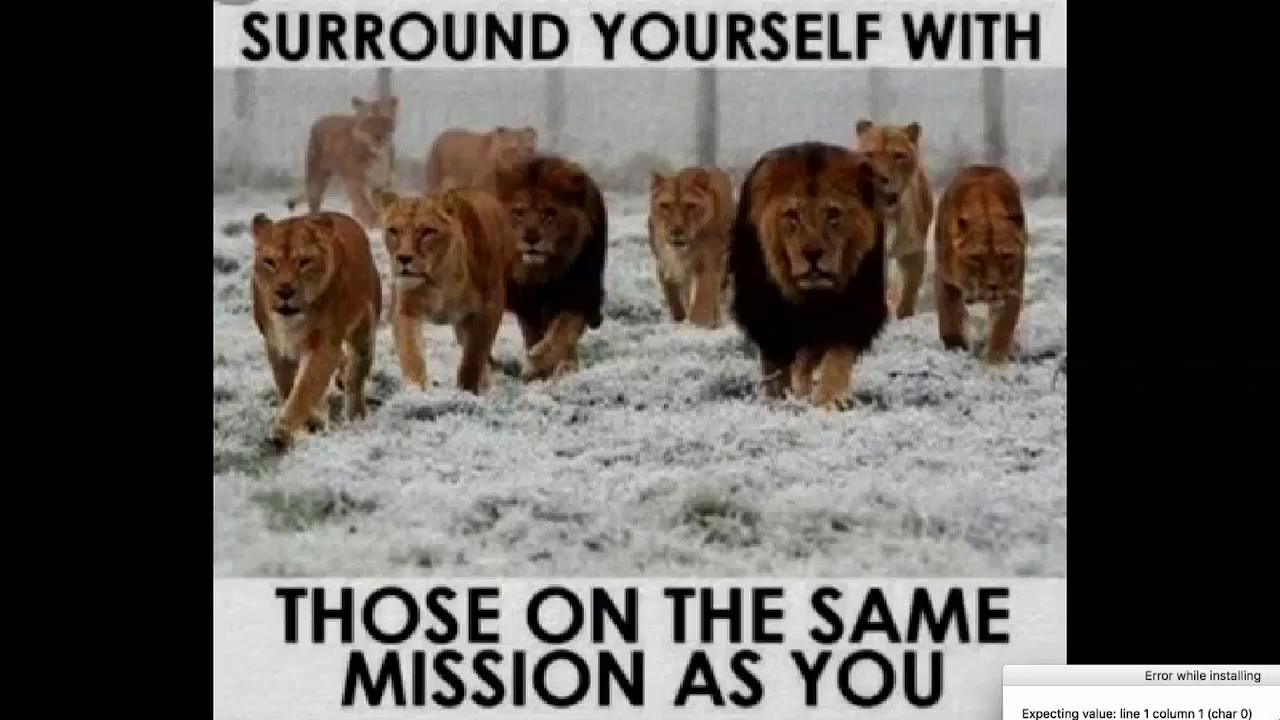 SURROUND YOURSELF WITH
THOSE ON THE SAME
MISSION AS YOU
Error while installing
Expecting value: line 1 column 1 (char 0)